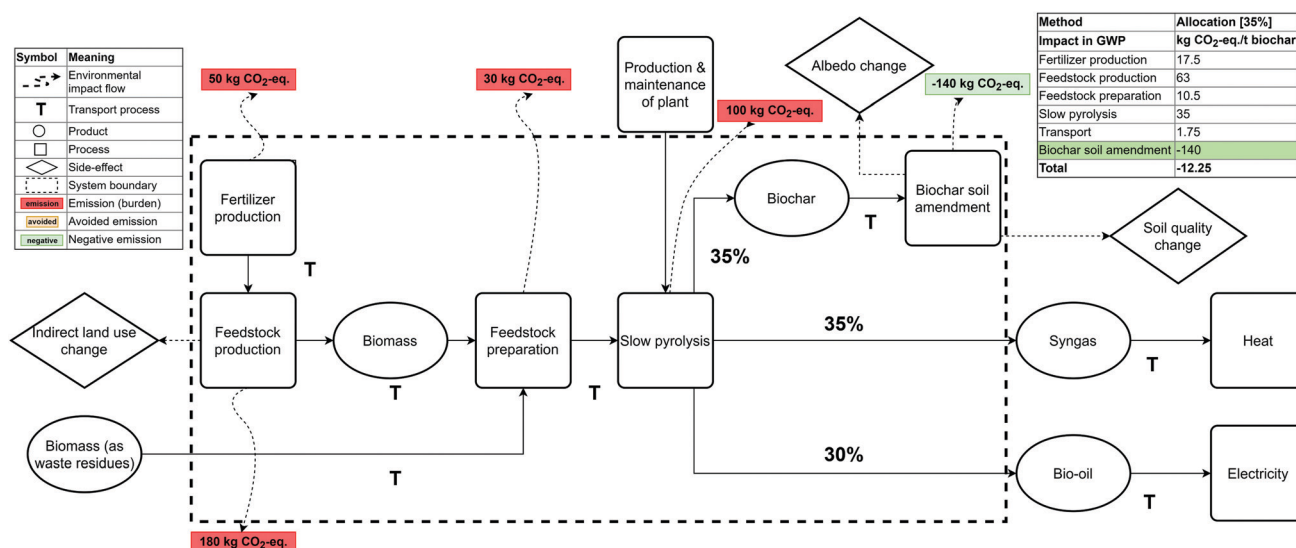 Symbol Meaning
Environmental
impact flow
T Transport process
Product
Process
Side-effect
System boundary
emission Emission (burden)
avoided Avoided emission
negative Negative emission
50 kg CO₂-eq.
30 kg CO₂-eq.
Production &
maintenance
of plant
100 kg CO₂-eq.
Albedo change
-140 kg CO₂-eq.
Method Allocation [35%]
Impact in GWP kg CO₂-eq./t biochar
Fertilizer production 17.5
Feedstock production 63
Feedstock preparation 10.5
Slow pyrolysis 35
Transport 1.75
Biochar soil amendment -140
Total -12.25
Fertilizer
production
T
Biochar
T
Biochar soil
amendment
Soil quality
change
35%
Indirect land use
change
Feedstock
production
Biomass
T
Feedstock
preparation
T
Slow pyrolysis
35%
Syngas
T
Heat
Biomass (as
waste residues)
T
30%
Bio-oil
T
Electricity
180 kg CO₂-eq.